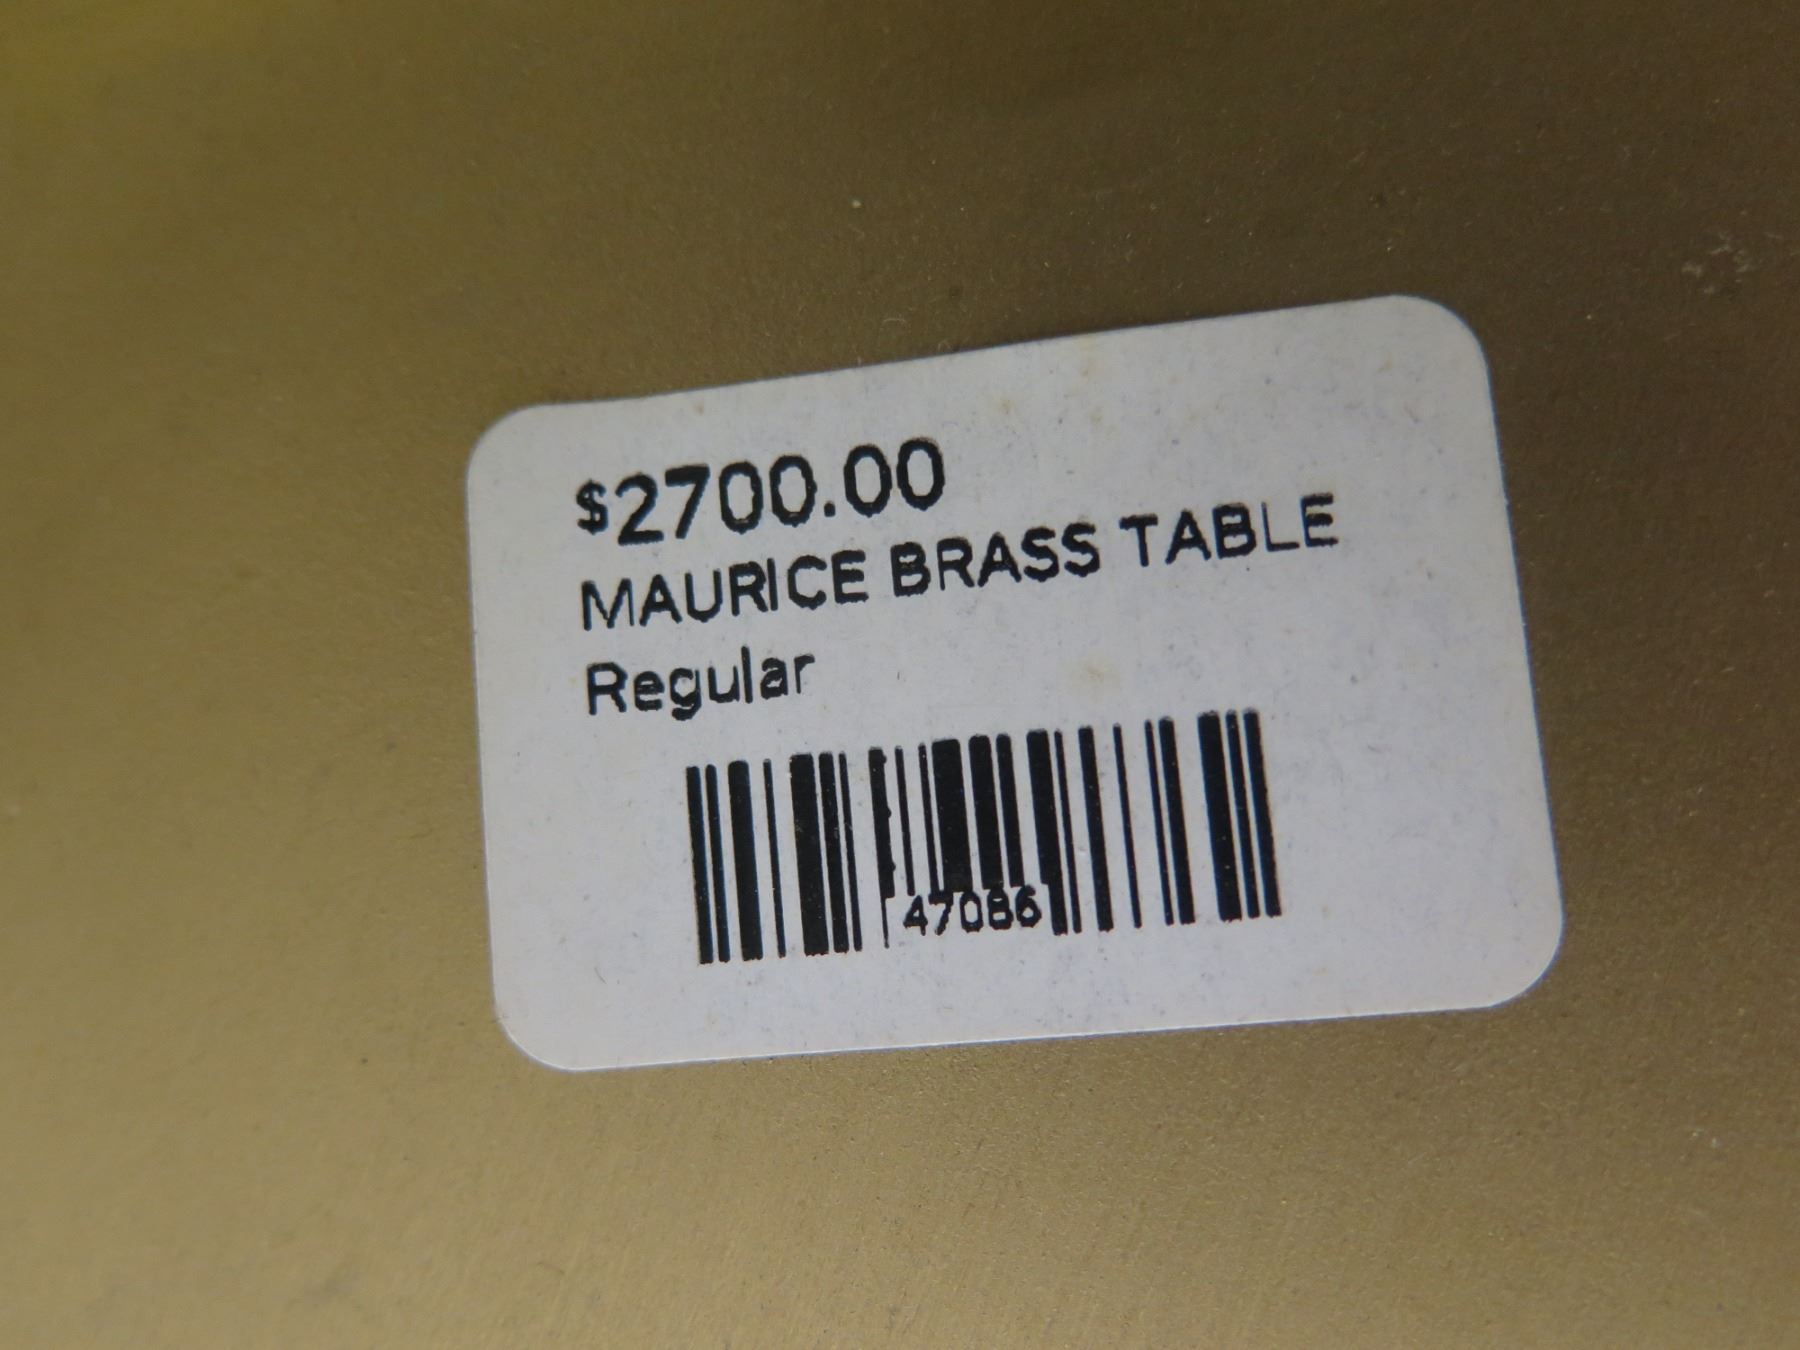 $2700.00
MAURICE BRASS TABLE
Regular
47086